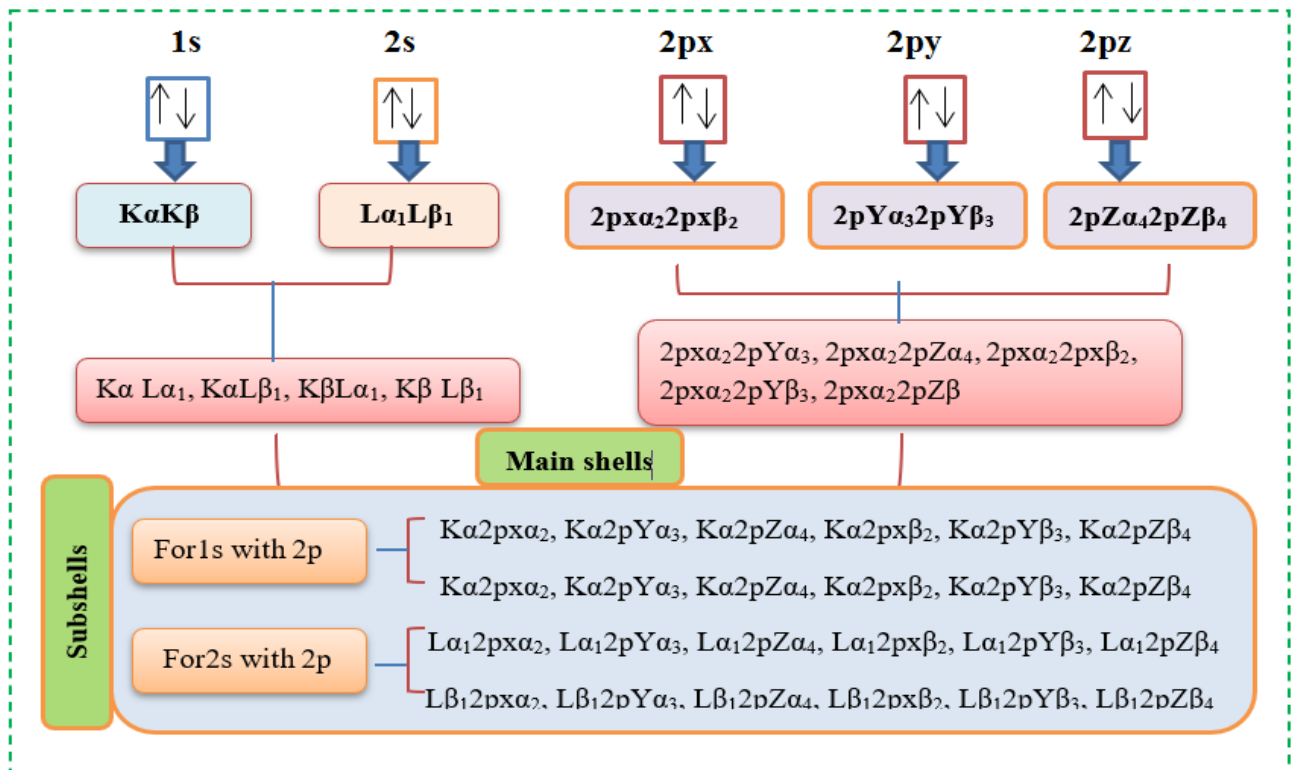 1s 2s 2px 2py 2pz
↑↓ ↑↓ ↑↓ ↑↓ ↑↓
KαKβ Lα₁Lβ₁ 2pxα₂2pxβ₂ 2pYα₃2pYβ₃ 2pZα₄2pZβ₄
2pxα₂2pYα₃, 2pxα₂2pZα₄, 2pxα₂2pxβ₂,
2pxα₂2pYβ₃, 2pxα₂2pZβ
Kα Lα₁, KαLβ₁, KβLα₁, Kβ Lβ₁
Main shells
Subshells
For1s with 2p
Kα2pxα₂, Kα2pYα₃, Kα2pZα₄, Kα2pxβ₂, Kα2pYβ₃, Kα2pZβ₄
Kα2pxα₂, Kα2pYα₃, Kα2pZα₄, Kα2pxβ₂, Kα2pYβ₃, Kα2pZβ₄
For2s with 2p
Lα₁2pxα₂, Lα₁2pYα₃, Lα₁2pZα₄, Lα₁2pxβ₂, Lα₁2pYβ₃, Lα₁2pZβ₄
Lβ₁2pxα₂, Lβ₁2pYα₃, Lβ₁2pZα₄, Lβ₁2pxβ₂, Lβ₁2pYβ₃, Lβ₁2pZβ₄